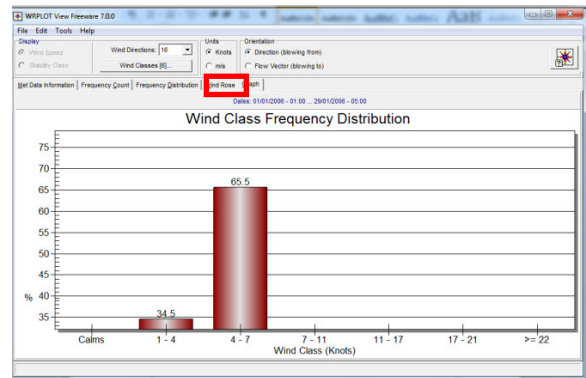 WRPLOT View Freeware 7.0.0
File Edit Tools Help
Display
Wind Speed
Stability Class
Wind Directions: 16
Wind Classes [6]...
Units
Knots
m/s
Orientation
Direction (blowing from)
Flow Vector (blowing to)
Met Data Information Frequency Count Frequency Distribution ind Rose aph
Dates: 01/01/2006 - 01:00 ... 29/01/2006 - 05:00
Wind Class Frequency Distribution
75
70
65
60
55
50
45
% 40
35
65.5
34.5
Calms 1 - 4 4 - 7 7 - 11 11 - 17 17 - 21 >= 22
Wind Class (Knots)